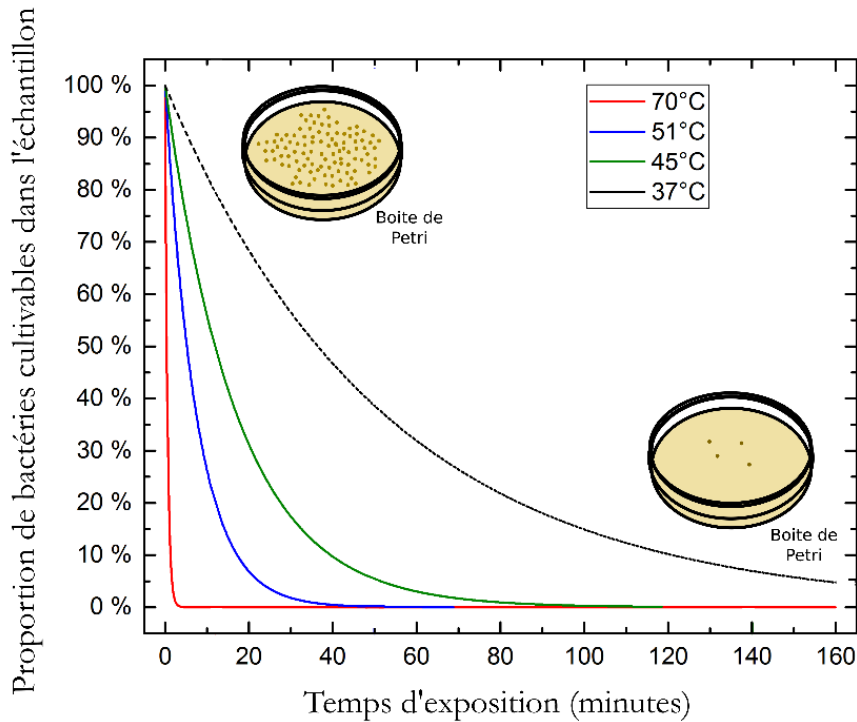 Proportion de bactéries cultivables dans l'échantillon
100 %
90 %
80 %
70 %
60 %
50 %
40 %
30 %
20 %
10 %
0 %
70°C
51°C
45°C
37°C
Boite de
Petri
Boite de
Petri
0 20 40 60 80 100 120 140 160
Temps d'exposition (minutes)